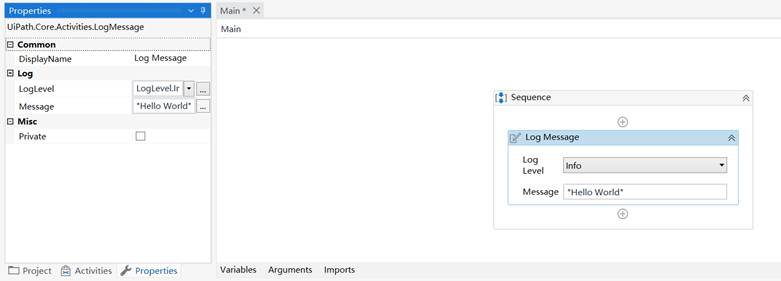 Properties
UiPath.Core.Activities.LogMessage
Common
DisplayName Log Message
Log
LogLevel LogLevel.Ir ...
Message "Hello World" ...
Misc
Private
Project Activities Properties
Main *
Main
Sequence
Log Message
Log Level Info
Message "Hello World"
Variables Arguments Imports